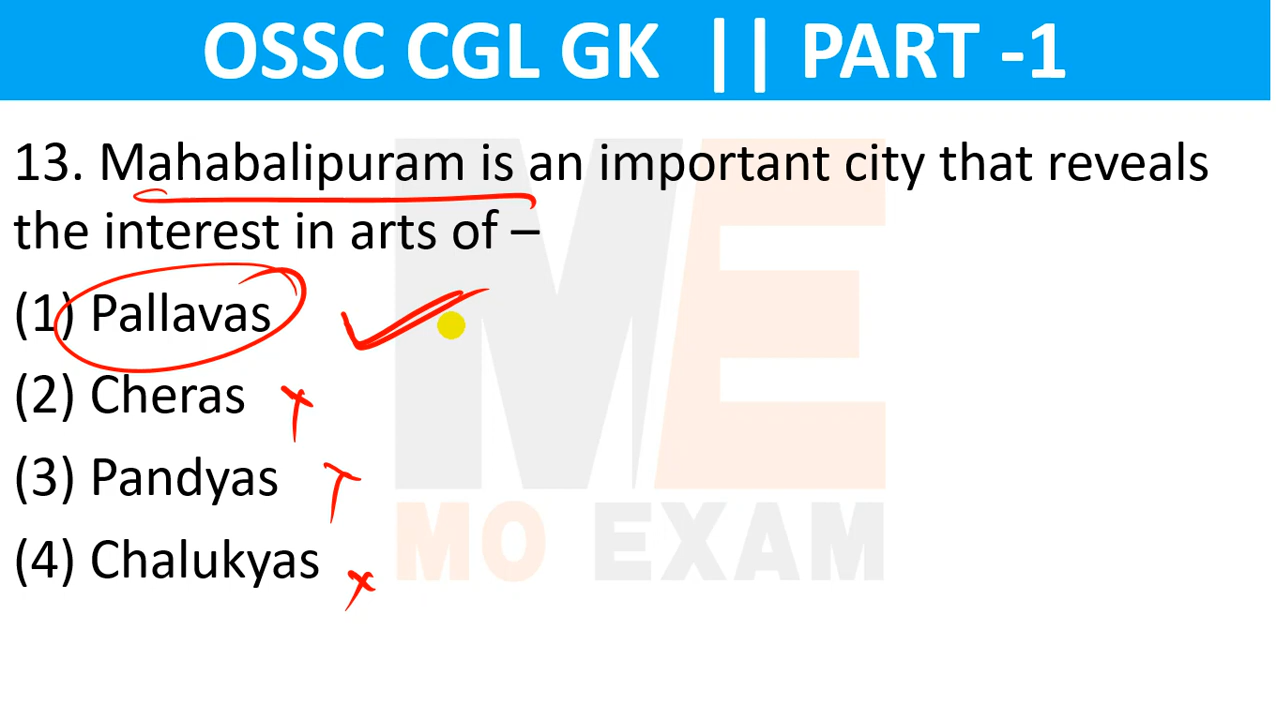 OSSC CGL GK || PART -1
13. Mahabalipuram is an important city that reveals
the interest in arts of –
(1) Pallavas
(2) Cheras
(3) Pandyas
(4) Chalukyas
ME
MO EXAM